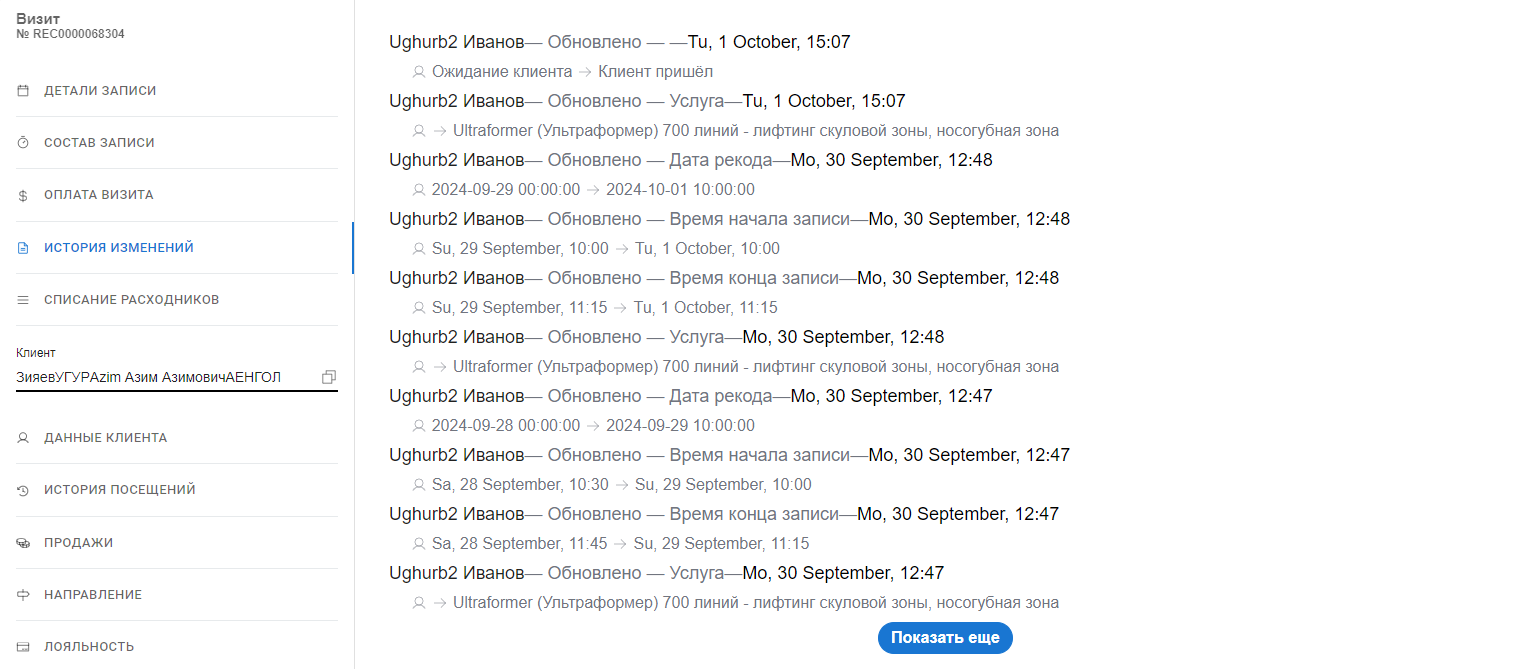 Визит
№ REC0000068304
ДЕТАЛИ ЗАПИСИ
СОСТАВ ЗАПИСИ
ОПЛАТА ВИЗИТА
ИСТОРИЯ ИЗМЕНЕНИЙ
СПИСАНИЕ РАСХОДНИКОВ
Клиент
ЗияевУГУРAzim Азим АзимовичАЕНГОЛ
ДАННЫЕ КЛИЕНТА
ИСТОРИЯ ПОСЕЩЕНИЙ
ПРОДАЖИ
НАПРАВЛЕНИЕ
ЛОЯЛЬНОСТЬ
Ughurb2 Иванов— Обновлено — —Tu, 1 October, 15:07
Ожидание клиента → Клиент пришёл
Ughurb2 Иванов— Обновлено — Услуга—Tu, 1 October, 15:07
→ Ultraformer (Ультраформер) 700 линий - лифтинг скуловой зоны, носогубная зона
Ughurb2 Иванов— Обновлено — Дата рекода—Mo, 30 September, 12:48
2024-09-29 00:00:00 → 2024-10-01 10:00:00
Ughurb2 Иванов— Обновлено — Время начала записи—Mo, 30 September, 12:48
Su, 29 September, 10:00 → Tu, 1 October, 10:00
Ughurb2 Иванов— Обновлено — Время конца записи—Mo, 30 September, 12:48
Su, 29 September, 11:15 → Tu, 1 October, 11:15
Ughurb2 Иванов— Обновлено — Услуга—Mo, 30 September, 12:48
→ Ultraformer (Ультраформер) 700 линий - лифтинг скуловой зоны, носогубная зона
Ughurb2 Иванов— Обновлено — Дата рекода—Mo, 30 September, 12:47
2024-09-28 00:00:00 → 2024-09-29 10:00:00
Ughurb2 Иванов— Обновлено — Время начала записи—Mo, 30 September, 12:47
Sa, 28 September, 10:30 → Su, 29 September, 10:00
Ughurb2 Иванов— Обновлено — Время конца записи—Mo, 30 September, 12:47
Sa, 28 September, 11:45 → Su, 29 September, 11:15
Ughurb2 Иванов— Обновлено — Услуга—Mo, 30 September, 12:47
→ Ultraformer (Ультраформер) 700 линий - лифтинг скуловой зоны, носогубная зона
Показать еще